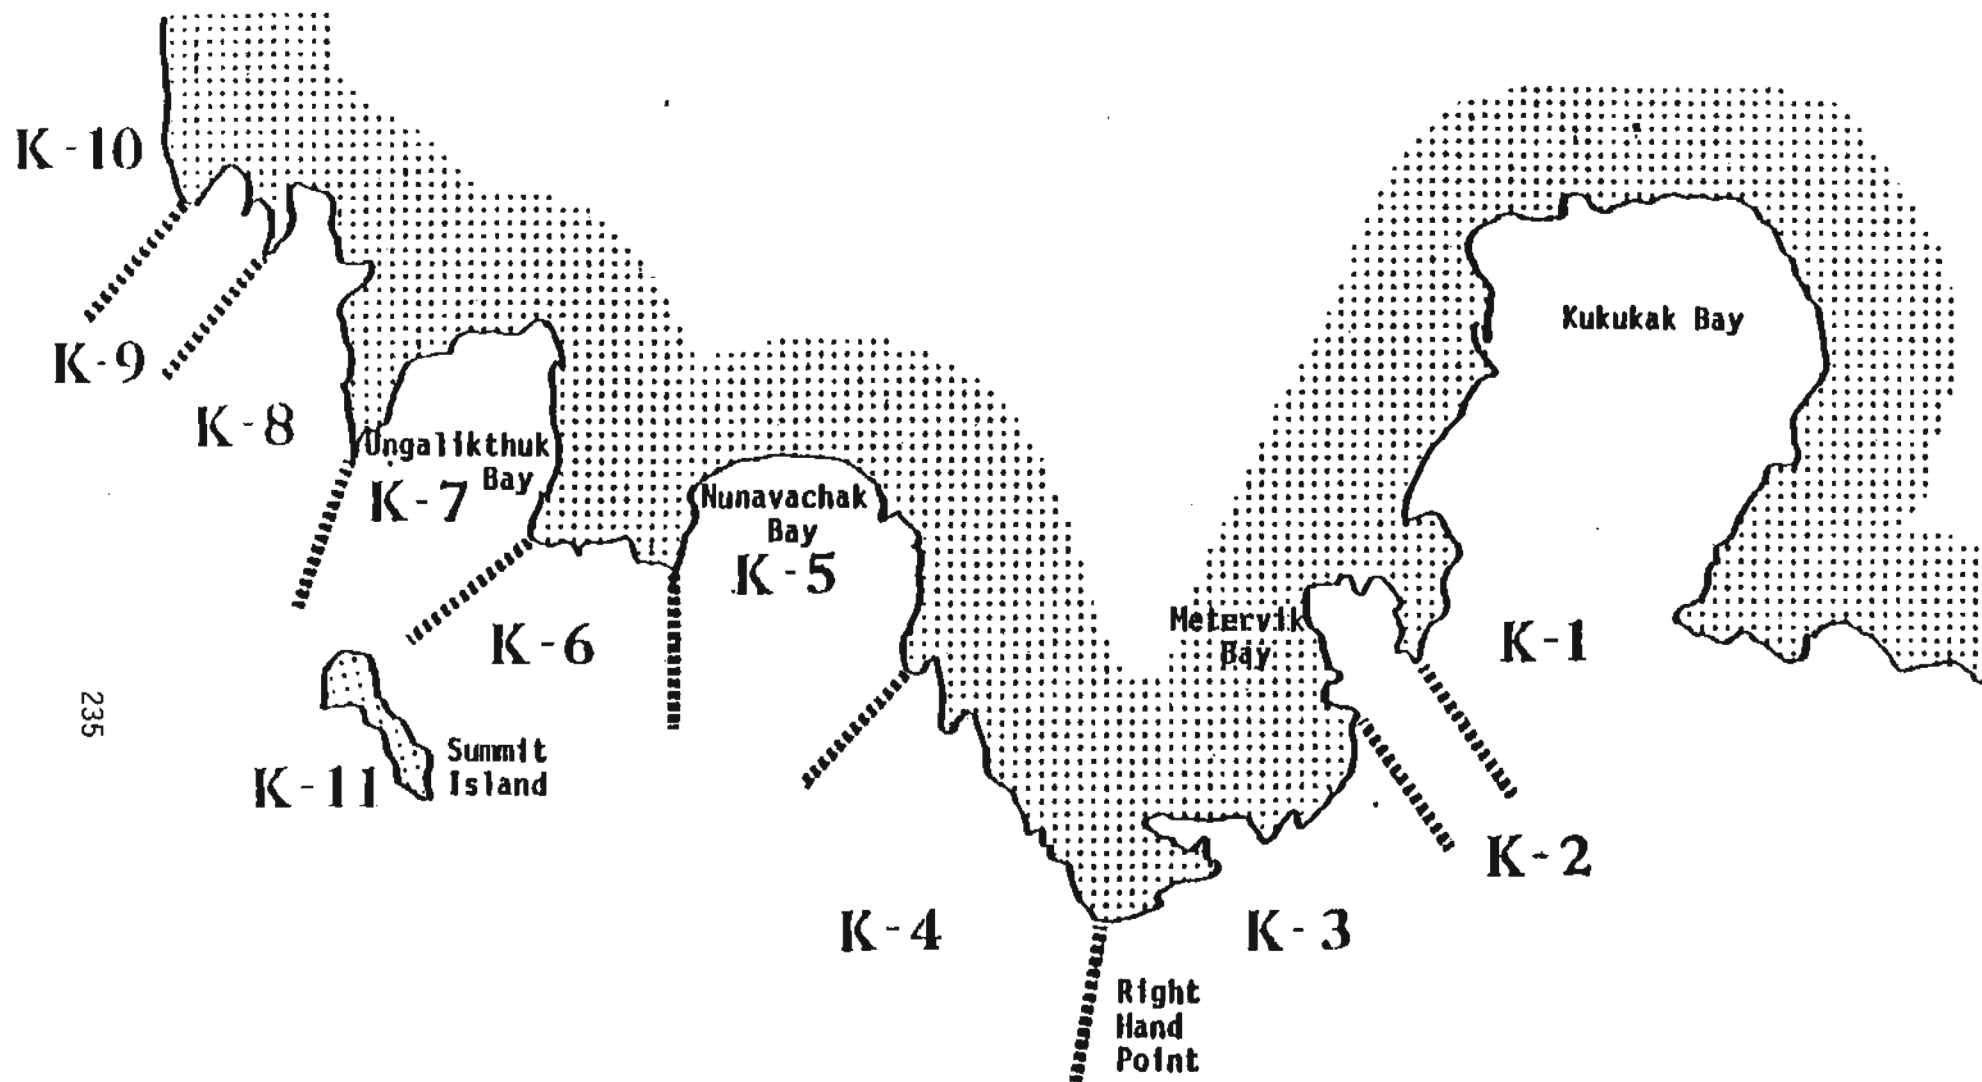 K-10
K-9
K-8
Ungalikthuk
Bay
K-7
Nunavachak
Bay
K-5
K-6
Summit
Island
K-11
K-4
Right
Hand
Point
K-3
Metervik
Bay
K-2
K-1
Kukukak Bay
235